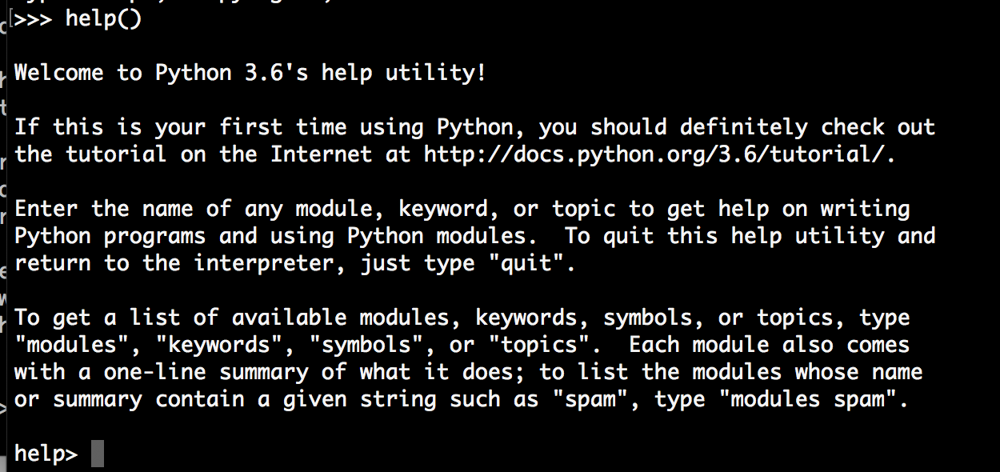 >>> help()
Welcome to Python 3.6's help utility!
If this is your first time using Python, you should definitely check out
the tutorial on the Internet at http://docs.python.org/3.6/tutorial/.
Enter the name of any module, keyword, or topic to get help on writing
Python programs and using Python modules.  To quit this help utility and
return to the interpreter, just type "quit".
To get a list of available modules, keywords, symbols, or topics, type
"modules", "keywords", "symbols", or "topics".  Each module also comes
with a one-line summary of what it does; to list the modules whose name
or summary contain a given string such as "spam", type "modules spam".
help>